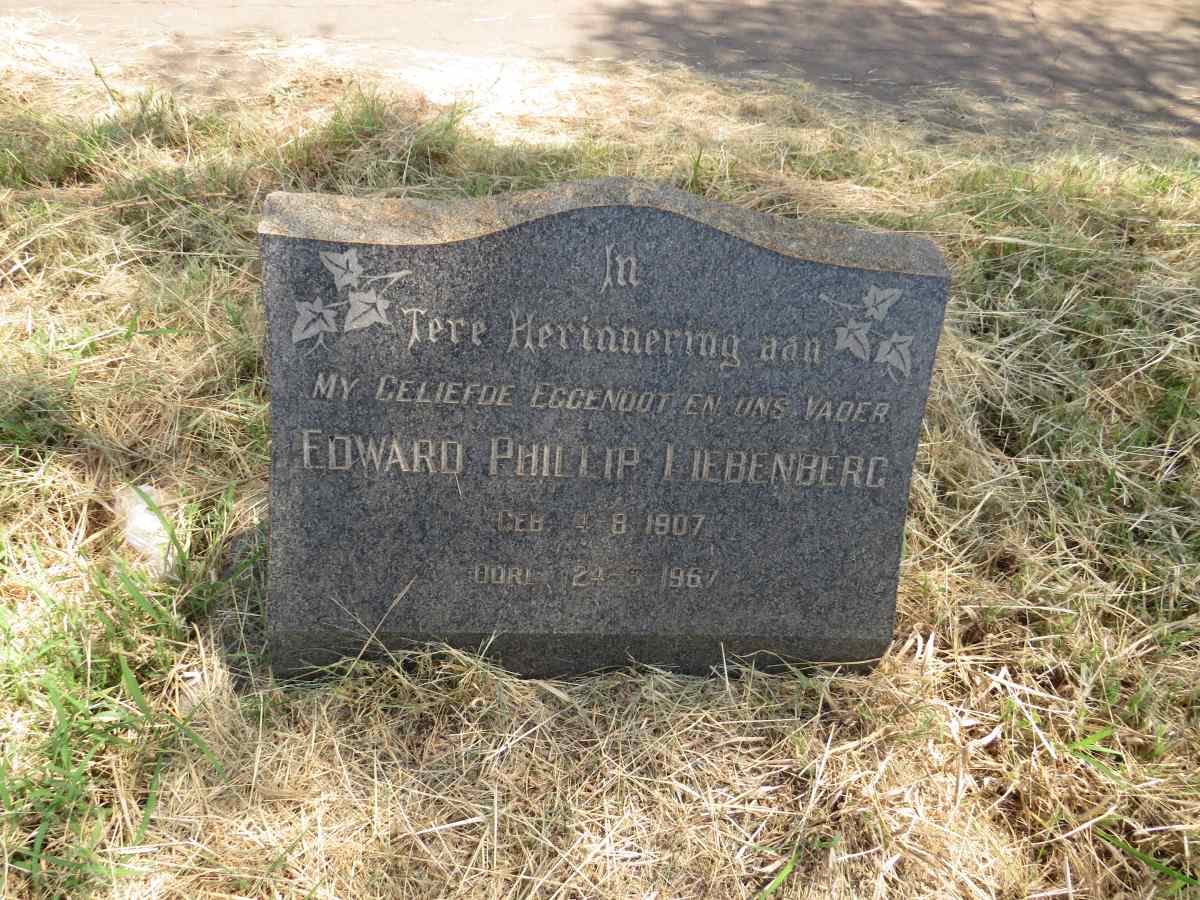 In
Tere Herinnering aan
MY GELIEFDE EGGENOOT EN ONS VADER
EDWARD PHILLIP LIEBENBERG
GEB. 4 8 1907
OORL. 24 1967